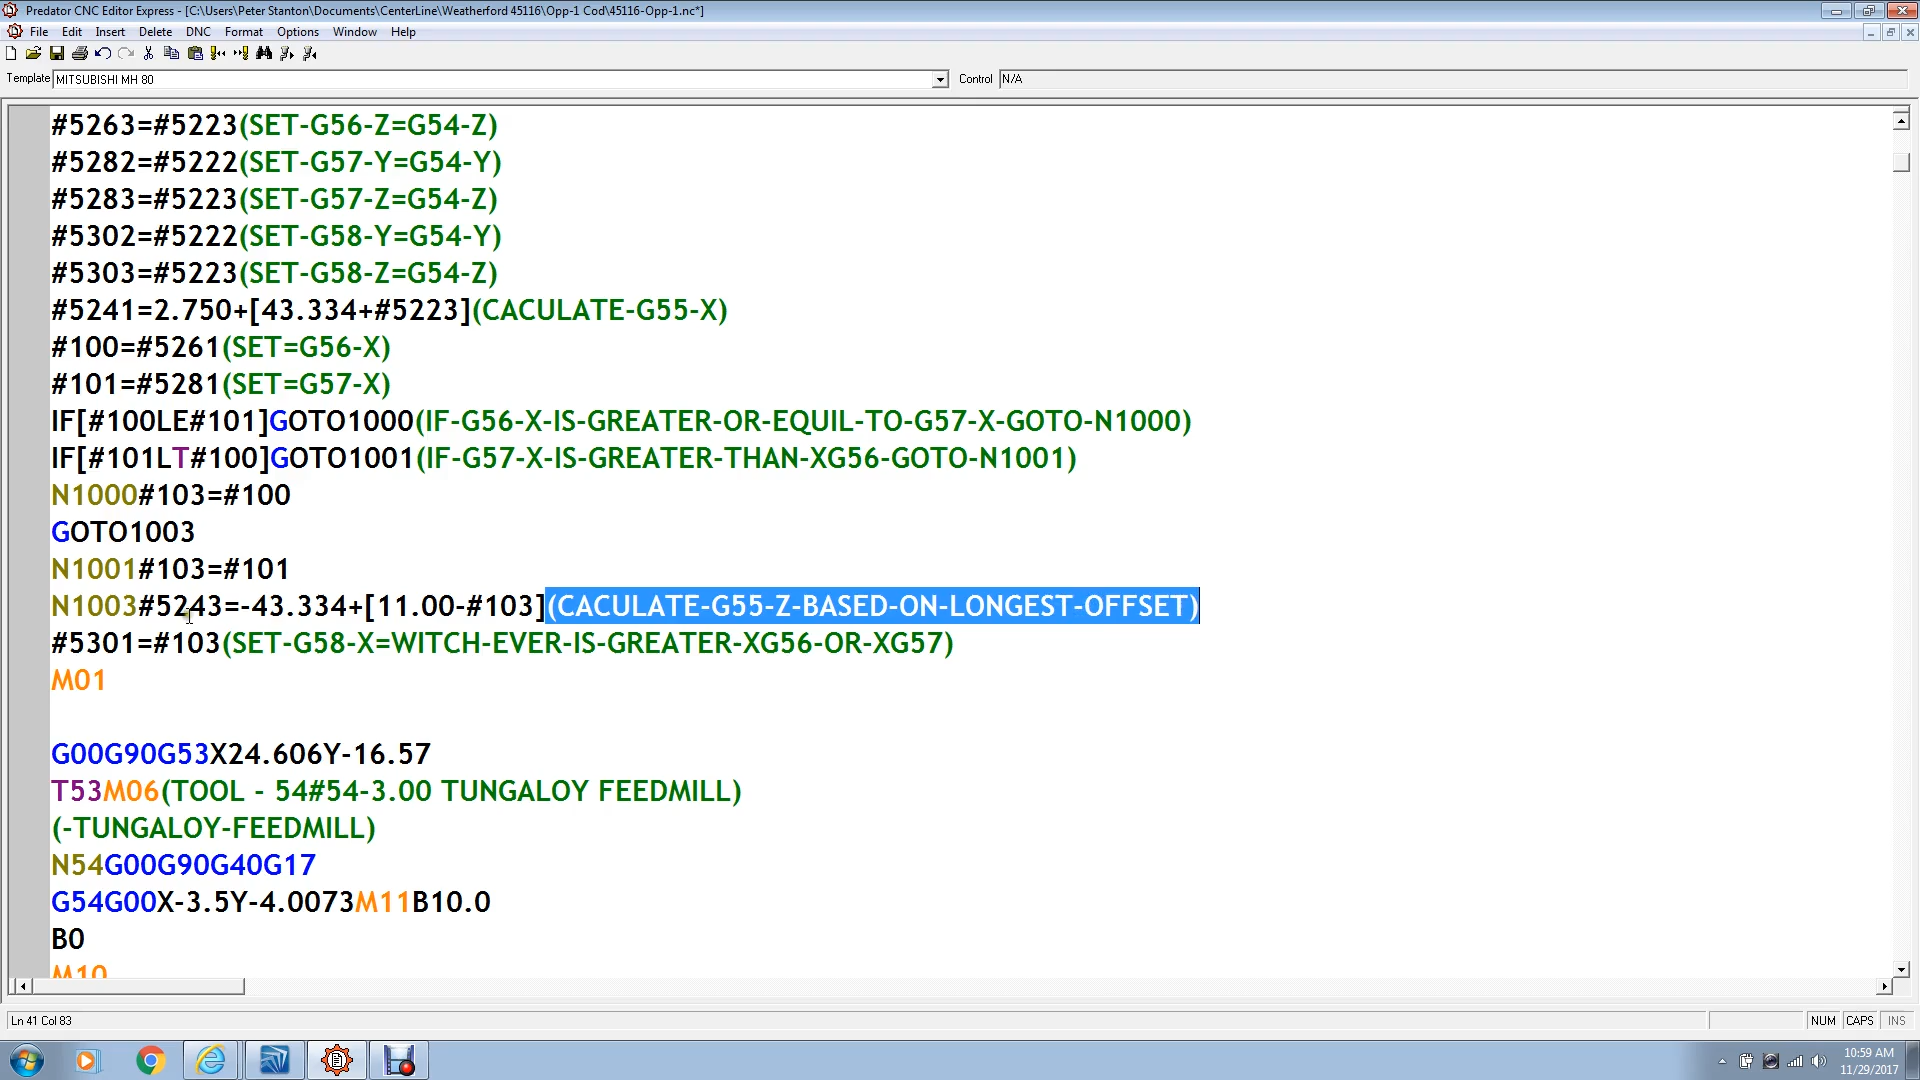 Predator CNC Editor Express - [C:\Users\Peter Stanton\Documents\CenterLine\Weatherford 45116\Opp-1 Cod\45116-Opp-1.nc*]
File Edit Insert Delete DNC Format Options Window Help
Template MITSUBISHI MH 80 Control N/A
#5263=#5223(SET-G56-Z=G54-Z)
#5282=#5222(SET-G57-Y=G54-Y)
#5283=#5223(SET-G57-Z=G54-Z)
#5302=#5222(SET-G58-Y=G54-Y)
#5303=#5223(SET-G58-Z=G54-Z)
#5241=2.750+[43.334+#5223](CACULATE-G55-X)
#100=#5261(SET=G56-X)
#101=#5281(SET=G57-X)
IF[#100LE#101]GOTO1000(IF-G56-X-IS-GREATER-OR-EQUIL-TO-G57-X-GOTO-N1000)
IF[#101LT#100]GOTO1001(IF-G57-X-IS-GREATER-THAN-XG56-GOTO-N1001)
N1000#103=#100
GOTO1003
N1001#103=#101
N1003#5243=-43.334+[11.00-#103](CACULATE-G55-Z-BASED-ON-LONGEST-OFFSET)
#5301=#103(SET-G58-X=WITCH-EVER-IS-GREATER-XG56-OR-XG57)
M01
G00G90G53X24.606Y-16.57
T53M06(TOOL - 54#54-3.00 TUNGALOY FEEDMILL)
(-TUNGALOY-FEEDMILL)
N54G00G90G40G17
G54G00X-3.5Y-4.0073M11B10.0
B0
M10
Ln 41 Col 83 NUM CAPS INS
10:59 AM
11/29/2017